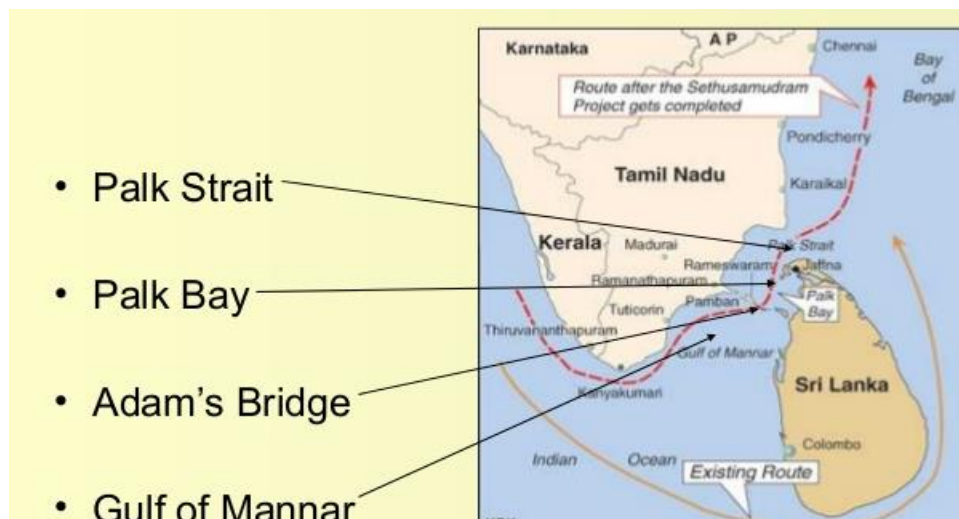 • Palk Strait
• Palk Bay
• Adam's Bridge
• Gulf of Mannar
Karnataka
A P
Chennai
Bay
of
Bengal
Route after the Sethusamudram
Project gets completed
Pondicherry
Tamil Nadu
Karaikal
Kerala
Madurai
Palk Strait
Rameswaram
Jaffna
Ramanathapuram
Pamban
Palk
Bay
Tuticorin
Thiruvananthapuram
Gulf of Mannar
Kanyakumari
Sri Lanka
Colombo
Indian Ocean
Existing Route